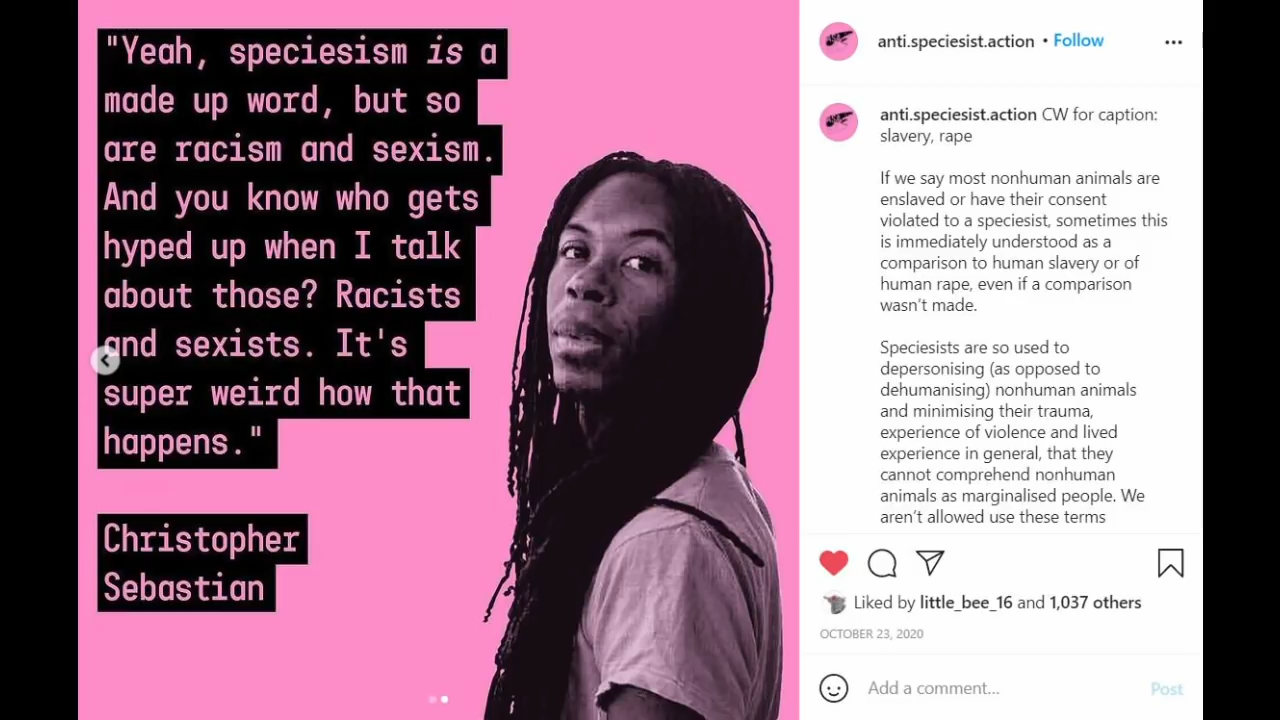 "Yeah, speciesism is a
made up word, but so
are racism and sexism.
And you know who gets
hyped up when I talk
about those? Racists
and sexists. It's
super weird how that
happens."
Christopher
Sebastian
anti.speciesist.action • Follow
anti.speciesist.action CW for caption:
slavery, rape
If we say most nonhuman animals are
enslaved or have their consent
violated to a speciesist, sometimes this
is immediately understood as a
comparison to human slavery or of
human rape, even if a comparison
wasn't made.
Speciesists are so used to
depersonising (as opposed to
dehumanising) nonhuman animals
and minimising their trauma,
experience of violence and lived
experience in general, that they
cannot comprehend nonhuman
animals as marginalised people. We
aren't allowed use these terms
Liked by little_bee_16 and 1,037 others
OCTOBER 23, 2020
Add a comment...
Post